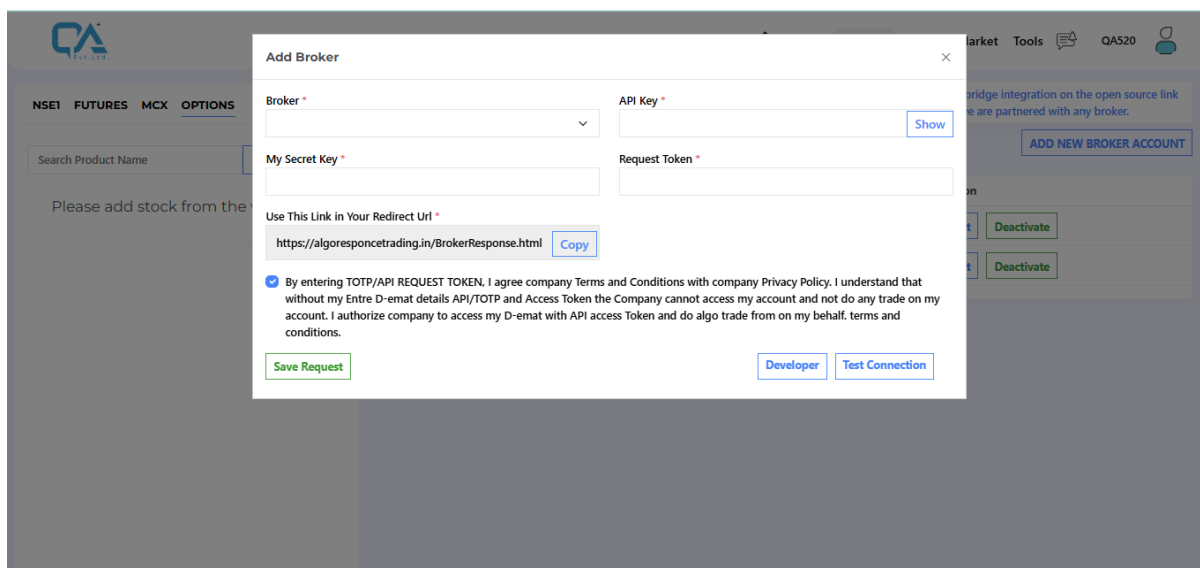 QA
Pvt. Ltd.
Market Tools QA520
NSE1 FUTURES MCX OPTIONS
bridge integration on the open source link
are partnered with any broker.
ADD NEW BROKER ACCOUNT
Search Product Name
Please add stock from the
Deactivate
Deactivate
Add Broker ×
Broker * API Key *
Show
My Secret Key * Request Token *
Use This Link in Your Redirect Url *
https://algoresponcetrading.in/BrokerResponse.html Copy
By entering TOTP/API REQUEST TOKEN, I agree company Terms and Conditions with company Privacy Policy. I understand that
without my Entre D-emat details API/TOTP and Access Token the Company cannot access my account and not do any trade on my
account. I authorize company to access my D-emat with API access Token and do algo trade from on my behalf. terms and
conditions.
Save Request Developer Test Connection